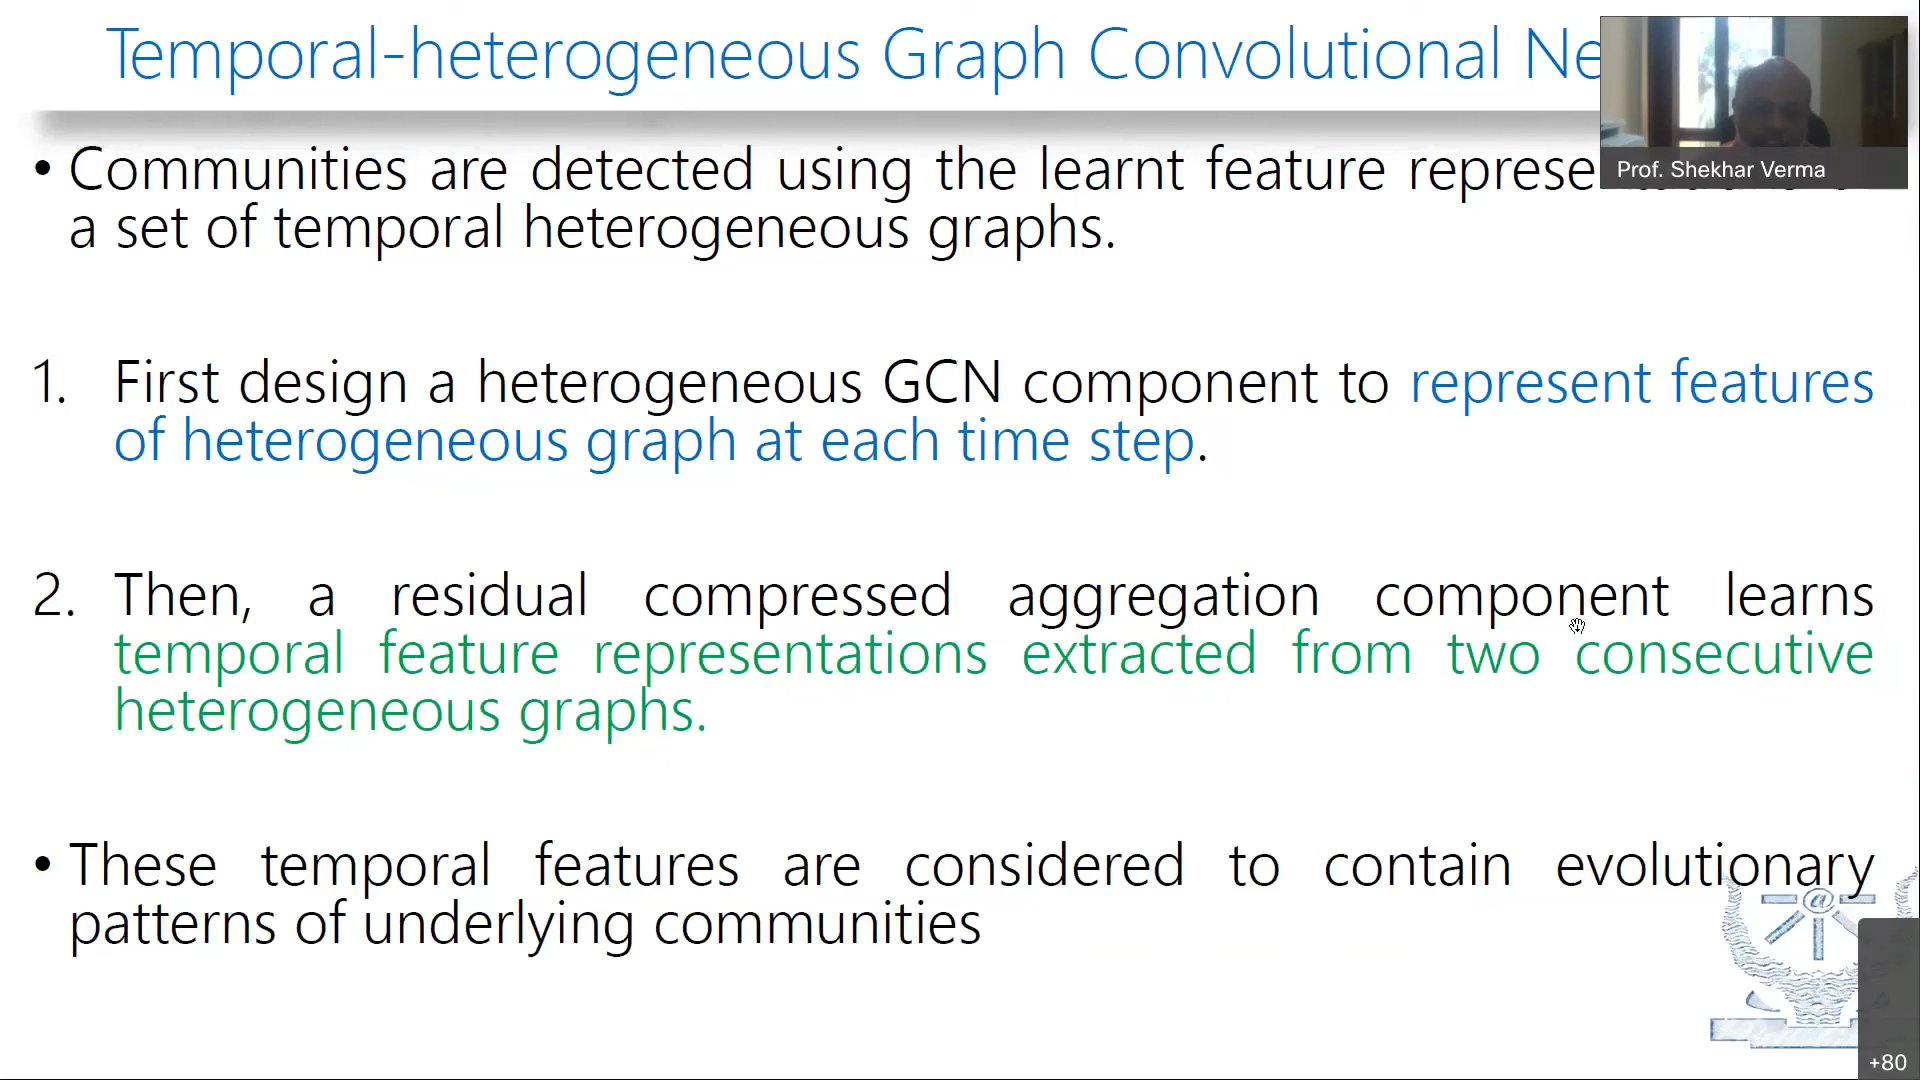 Temporal-heterogeneous Graph Convolutional Ne
Prof. Shekhar Verma
• Communities are detected using the learnt feature
a set of temporal heterogeneous graphs.
1. First design a heterogeneous GCN component to represent features
of heterogeneous graph at each time step.
2. Then, a residual compressed aggregation component learns
temporal feature representations extracted from two consecutive
heterogeneous graphs.
• These temporal features are considered to contain evolutionary
patterns of underlying communities
@
+80